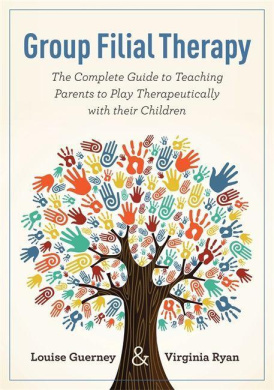 Group Filial Therapy
The Complete Guide to Teaching
Parents to Play Therapeutically
with their Children
Louise Guerney & Virginia Ryan